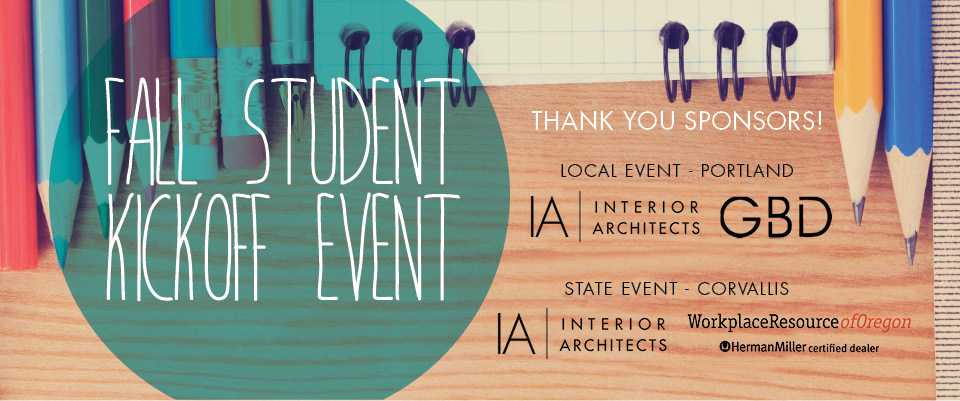 FALL STUDENT
KICKOFF EVENT
THANK YOU SPONSORS!
LOCAL EVENT - PORTLAND
IA | INTERIOR
ARCHITECTS
GBD
STATE EVENT - CORVALLIS
IA | INTERIOR
ARCHITECTS
WorkplaceResourceofOregon
HermanMiller certified dealer